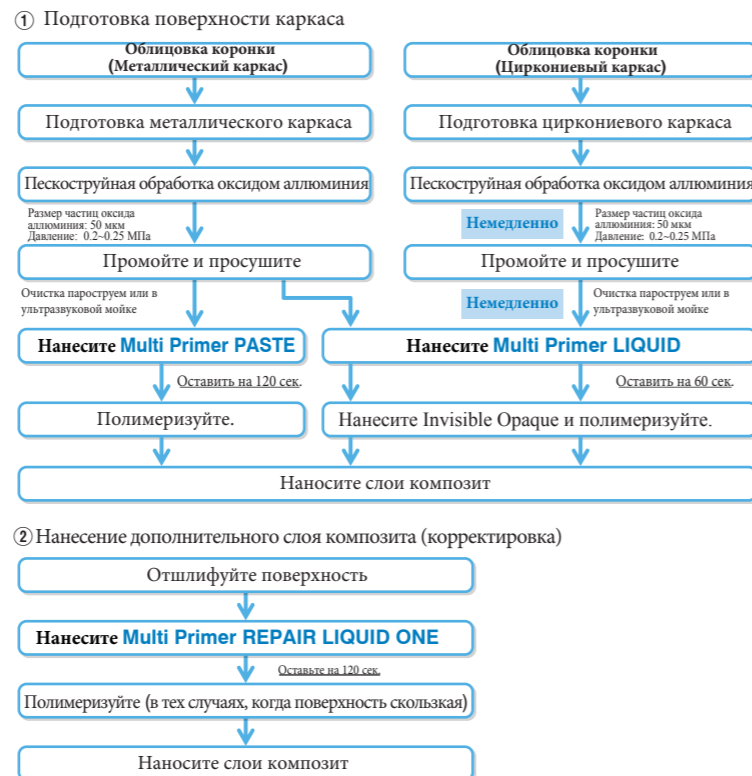 ① Подготовка поверхности каркаса
Облицовка коронки
(Металлический каркас)
Облицовка коронки
(Циркониевый каркас)
Подготовка металлического каркаса
Подготовка циркониевого каркаса
Пескоструйная обработка оксидом аллюминия
Пескоструйная обработка оксидом аллюминия
Размер частиц оксида
аллюминия: 50 мкм
Давление: 0.2~0.25 МПа
Немедленно
Размер частиц оксида
аллюминия: 50 мкм
Давление: 0.2~0.25 МПа
Промойте и просушите
Промойте и просушите
Очистка пароструем или в
ультразвуковой мойке
Немедленно
Очистка пароструем или в
ультразвуковой мойке
Нанесите Multi Primer PASTE
Нанесите Multi Primer LIQUID
Оставить на 120 сек.
Оставить на 60 сек.
Полимеризуйте.
Нанесите Invisible Opaque и полимеризуйте.
Наносите слои композит
② Нанесение дополнительного слоя композита (корректировка)
Отшлифуйте поверхность
Нанесите Multi Primer REPAIR LIQUID ONE
Оставьте на 120 сек.
Полимеризуйте (в тех случаях, когда поверхность скользкая)
Наносите слои композит